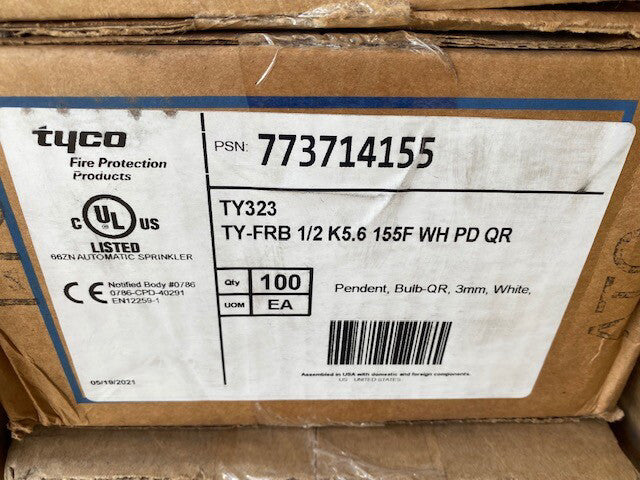 tyco
Fire Protection
Products
C UL US
LISTED
66ZN AUTOMATIC SPRINKLER
CE Notified Body #0786
0786-CPD-40291
EN12259-1
05/19/2021
PSN: 773714155
TY323
TY-FRB 1/2 K5.6 155F WH PD QR
Qty 100
UOM EA
Pendent, Bulb-QR, 3mm, White,
Assembled in USA with domestic and foreign components.
US UNITED STATES